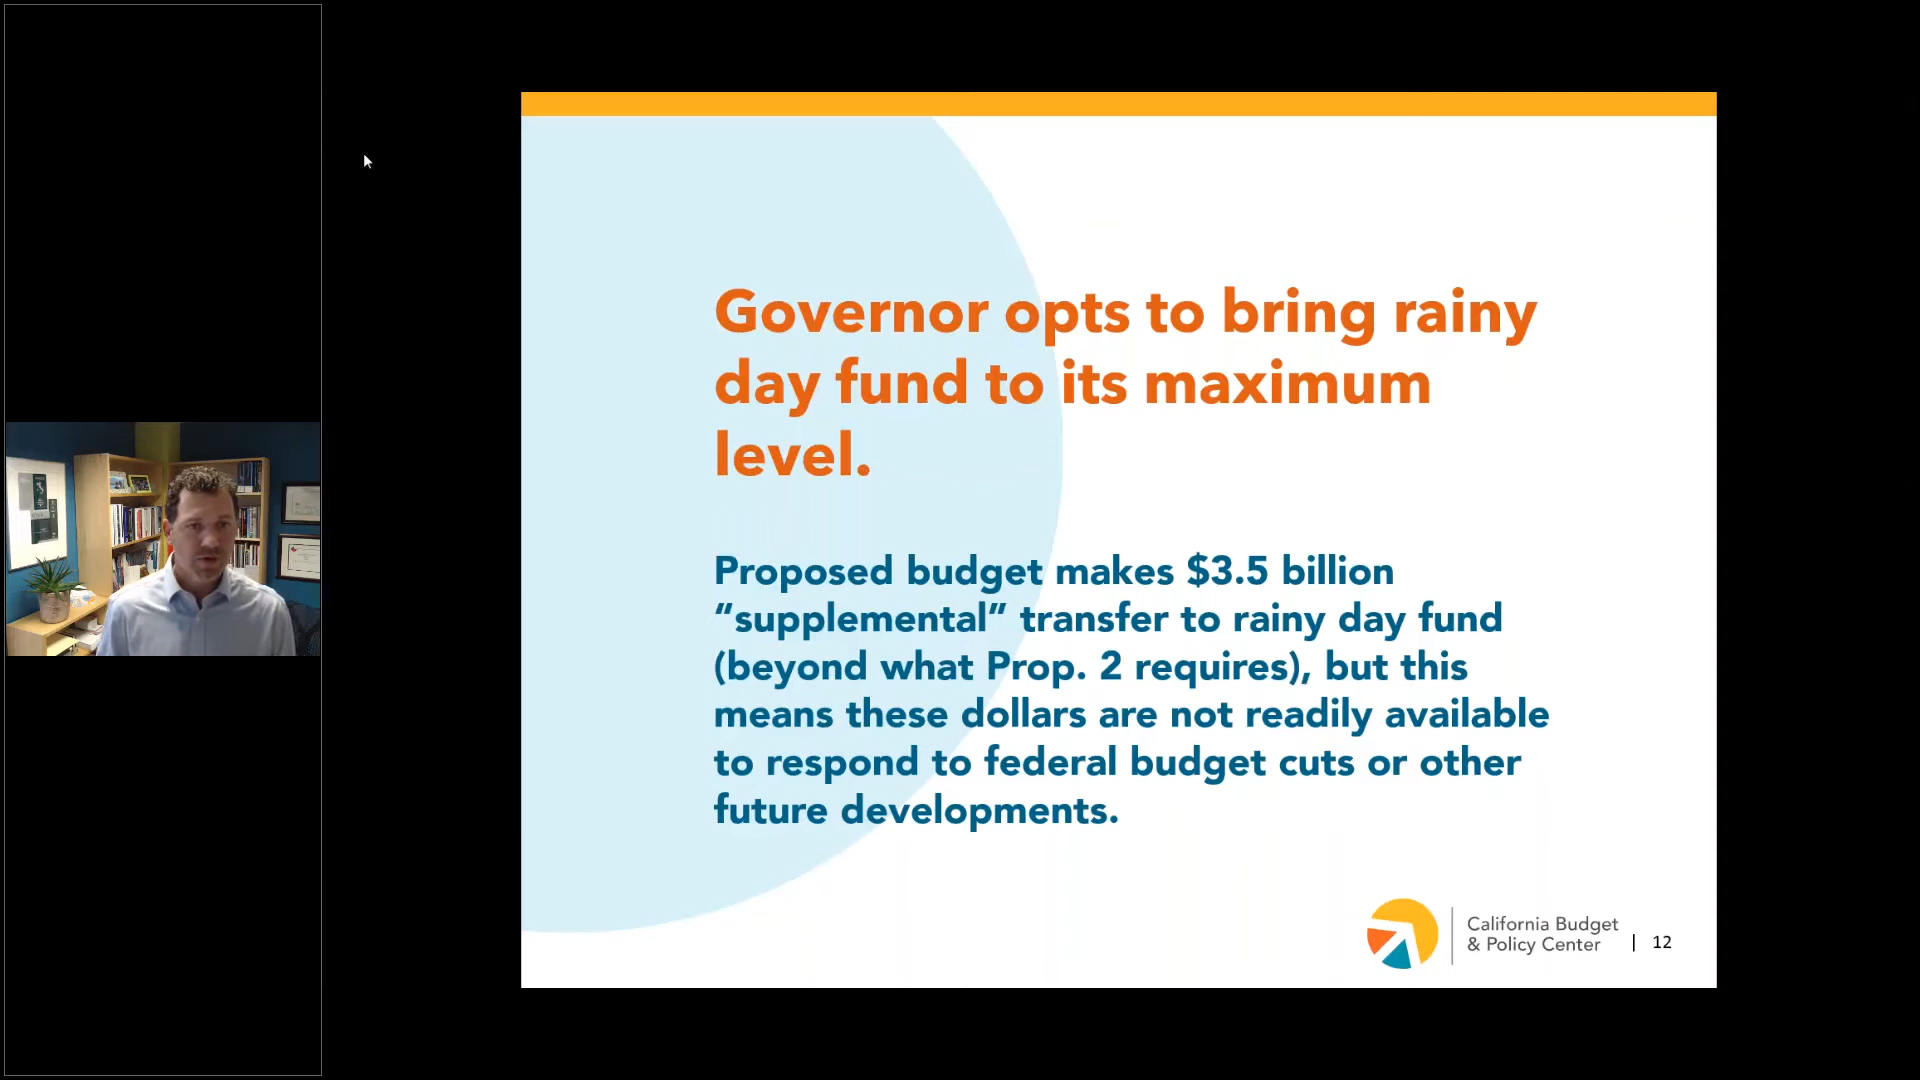 Governor opts to bring rainy
day fund to its maximum
level.
Proposed budget makes $3.5 billion
“supplemental” transfer to rainy day fund
(beyond what Prop. 2 requires), but this
means these dollars are not readily available
to respond to federal budget cuts or other
future developments.
California Budget
& Policy Center
| 12